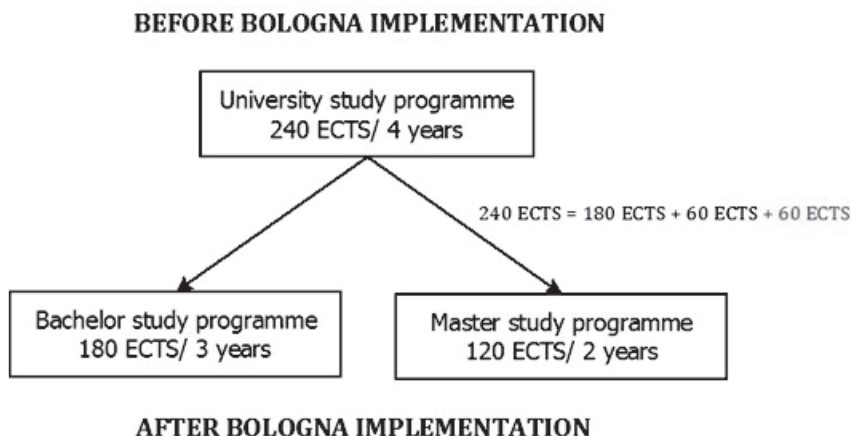 BEFORE BOLOGNA IMPLEMENTATION
University study programme
240 ECTS/ 4 years
240 ECTS = 180 ECTS + 60 ECTS + 60 ECTS
Bachelor study programme
180 ECTS/ 3 years
Master study programme
120 ECTS/ 2 years
AFTER BOLOGNA IMPLEMENTATION